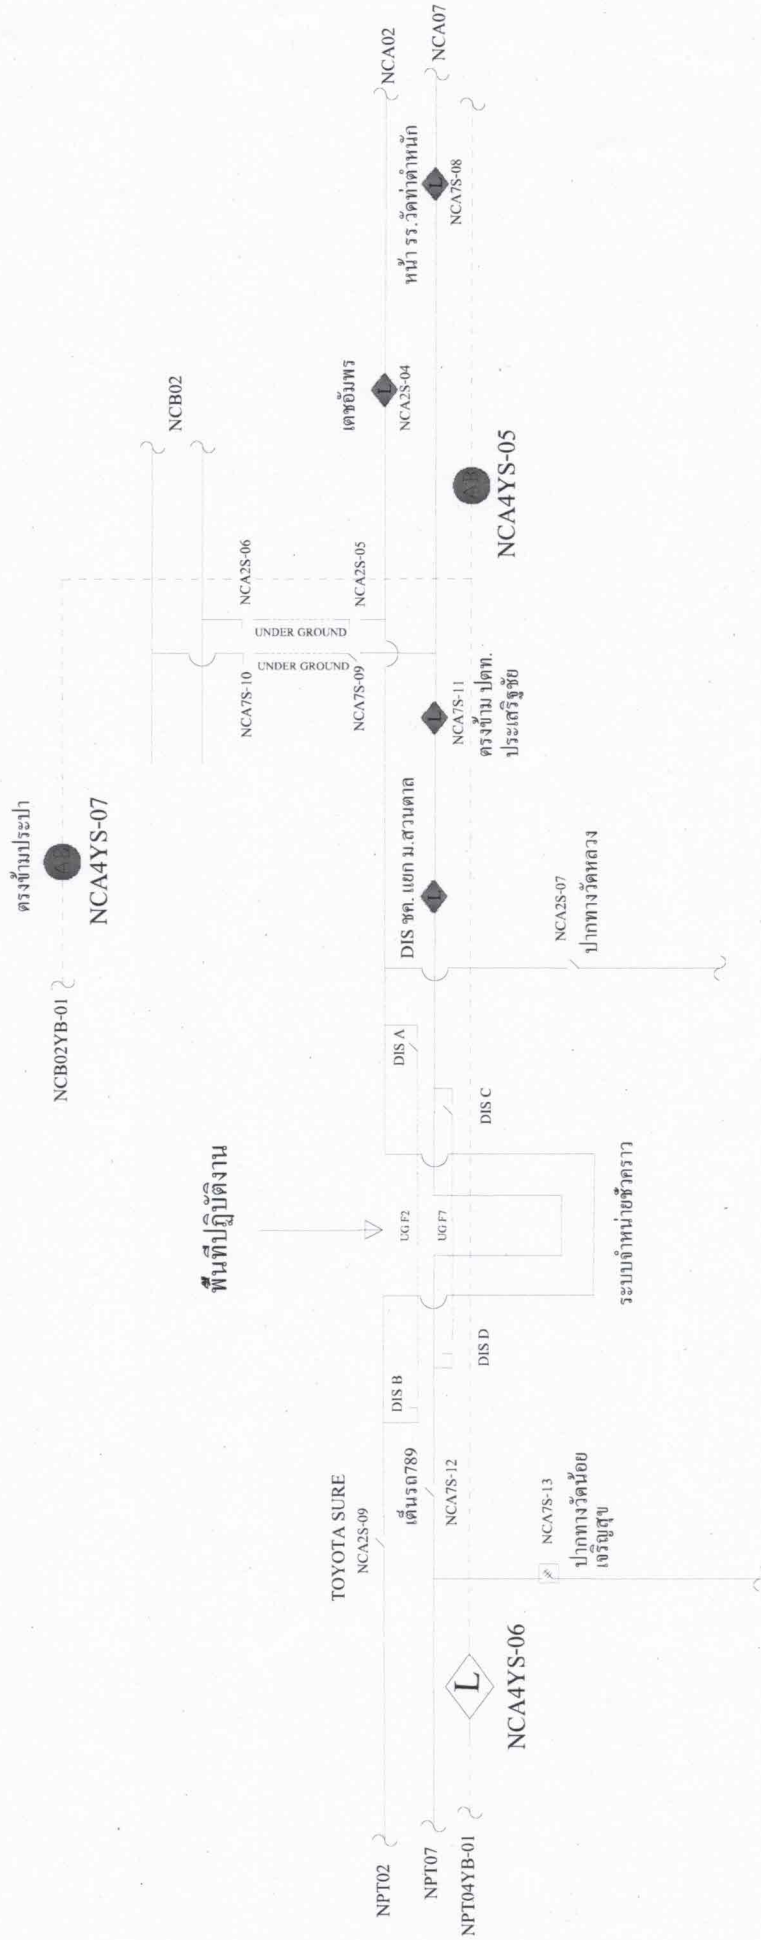 ตรงข้ามประปา
NCA4YS-07
NCB02YB-01
NCB02
NCA2S-06
NCA7S-10
UNDER GROUND
UNDER GROUND
NCA2S-05
NCA7S-09
พื้นที่ปฏิบัติงาน
TOYOTA SURE
NCA2S-09
เดชอัมพร
L
NCA2S-04
NCA02
NCA07
NPT02
NPT07
NPT04YB-01
DIS B
DIS A
UG F2
UG F7
DIS D
DIS C
เต็นรถ789
NCA7S-12
DIS ชค. แยก ม.สวนตาล
L
L
NCA7S-11
ตรงข้าม ปตท.
ประเสริฐชัย
หน้า รร.วัดท่าตำหนัก
L
NCA7S-08
AB
NCA4YS-05
L
NCA4YS-06
NCA7S-13
ปากทางวัดน้อย
เจริญสุข
ระบบจำหน่ายชั่วคราว
NCA2S-07
ปากทางวัดหลวง